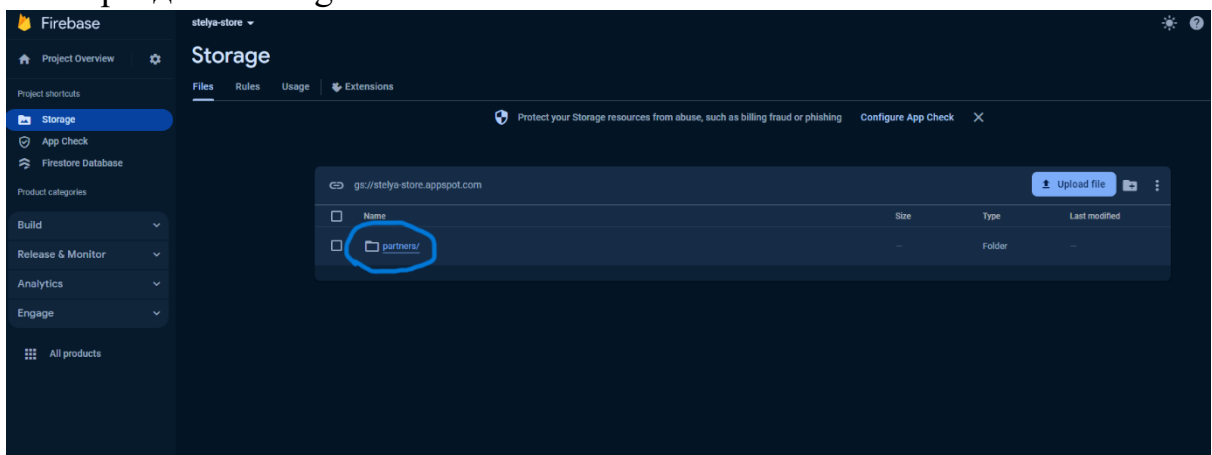 Firebase
stelya-store
Project Overview
Storage
Project shortcuts
Files Rules Usage Extensions
Storage
Protect your Storage resources from abuse, such as billing fraud or phishing Configure App Check
App Check
Firestore Database
Product categories
gs://stelya-store.appspot.com Upload file
Name Size Type Last modified
Build
partners/ – Folder –
Release & Monitor
Analytics
Engage
All products